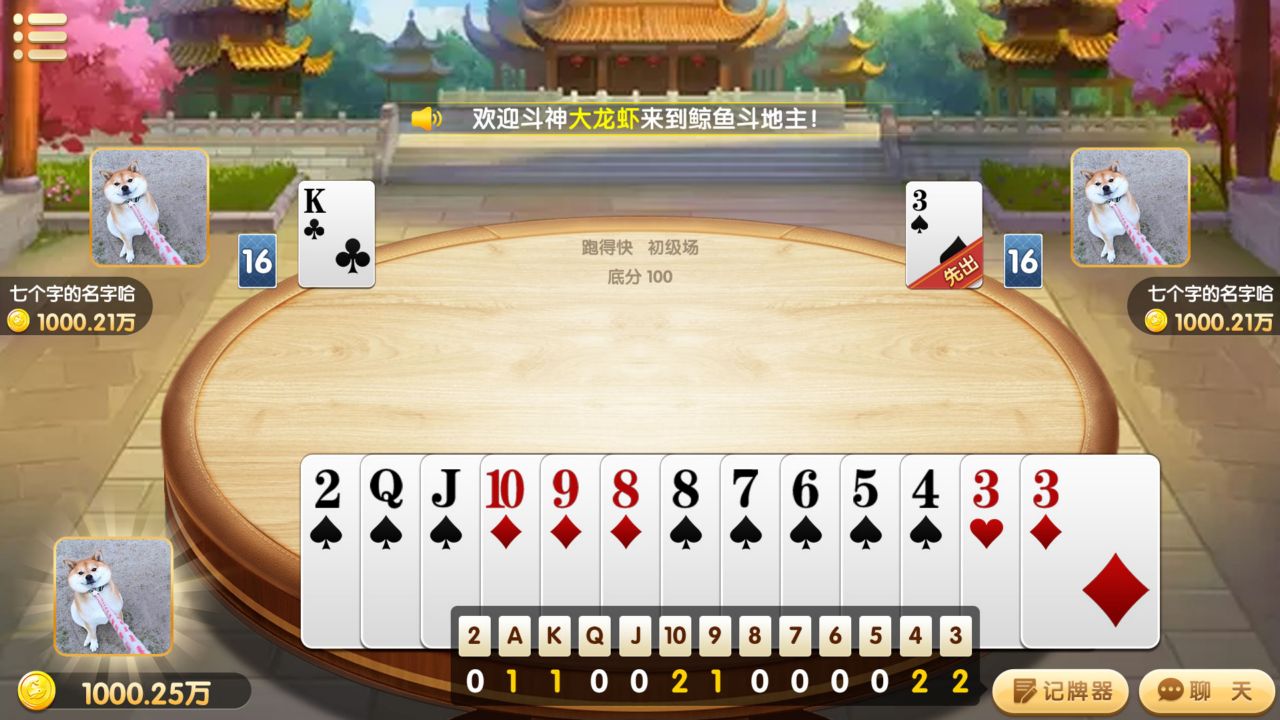 欢迎斗神大龙虾来到鲸鱼斗地主!
K
3
先出
16
16
跑得快 初级场
底分 100
七个字的名字哈
1000.21万
七个字的名字哈
1000.21万
2 Q J 10 9 8 8 7 6 5 4 3 3
2 A K Q J 10 9 8 7 6 5 4 3
0 1 1 0 0 2 1 0 0 0 0 2 2
1000.25万
记牌器
聊 天